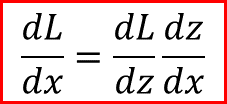 dL/dx = dL/dz dz/dx